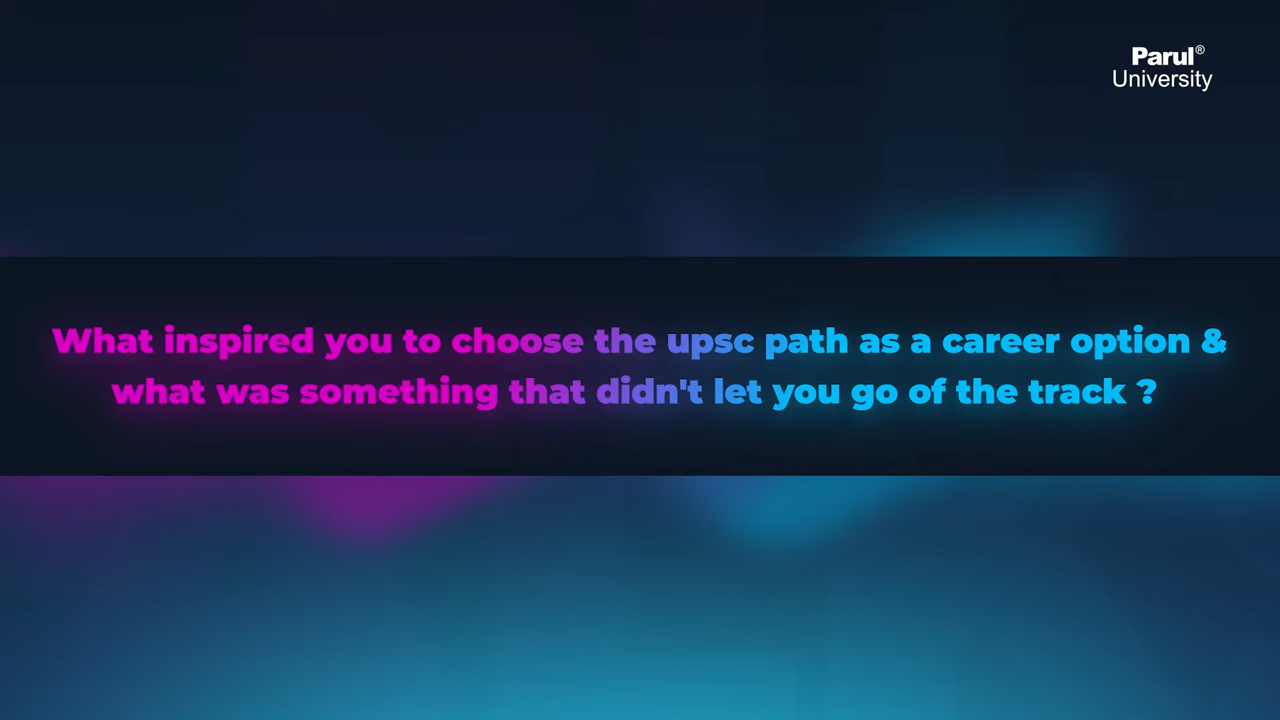 Parul®
University
What inspired you to choose the upsc path as a career option &
what was something that didn't let you go of the track ?